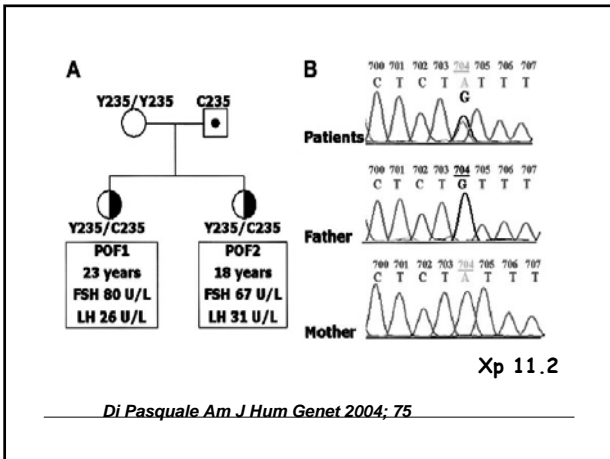 A
Y235/Y235 C235
Y235/C235 Y235/C235
POF1
23 years
FSH 80 U/L
LH 26 U/L
POF2
18 years
FSH 67 U/L
LH 31 U/L
B
700 701 702 703 704 705 706 707
C T C T A T T T
G
Patients
700 701 702 703 704 705 706 707
C T C T G T T T
Father
700 701 702 703 704 705 706 707
C T C T A T T T
Mother
Xp 11.2
Di Pasquale Am J Hum Genet 2004; 75